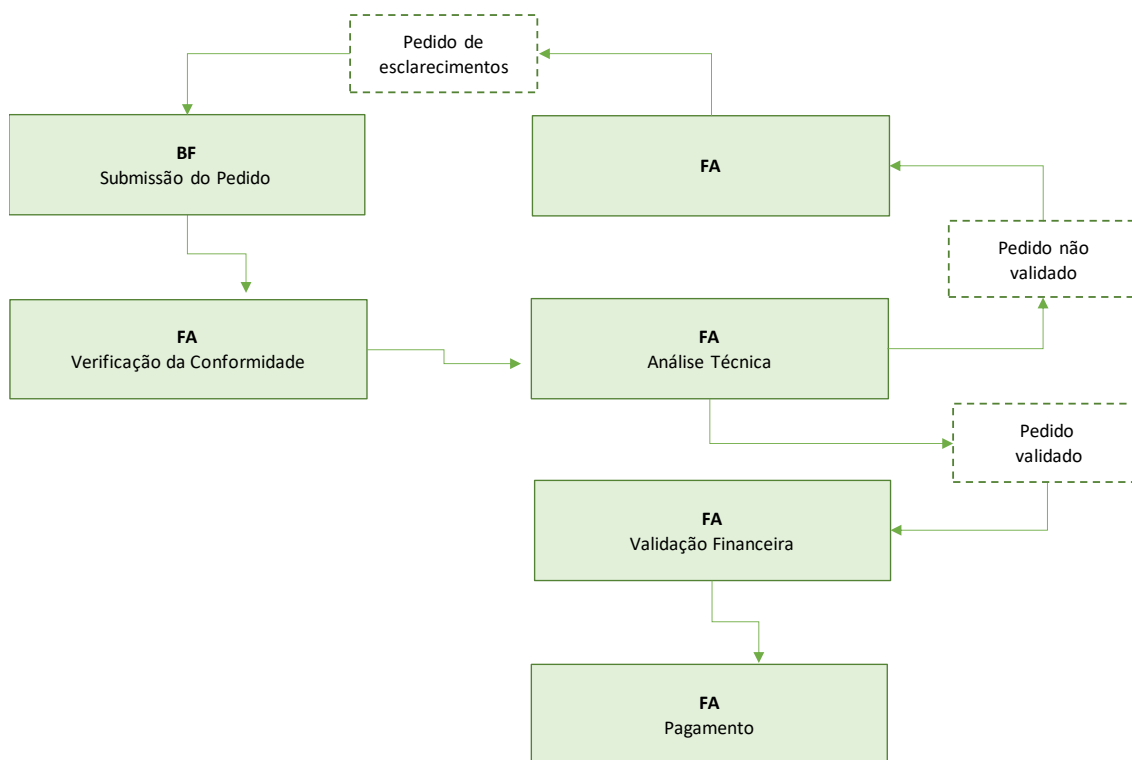 Pedido de
esclarecimentos
BF
Submissão do Pedido
FA
Pedido não
validado
FA
Verificação da Conformidade
FA
Análise Técnica
Pedido
validado
FA
Validação Financeira
FA
Pagamento